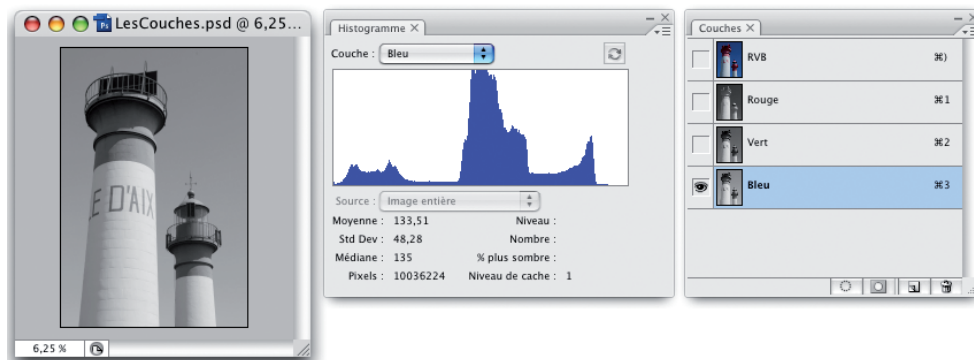 LesCouches.psd @ 6,25...
E D'AIX
6,25 %
Histogramme
Couche : Bleu
Source : Image entière
Moyenne : 133,51 Niveau :
Std Dev : 48,28 Nombre :
Médiane : 135 % plus sombre :
Pixels : 10036224 Niveau de cache : 1
Couches
RVB ⌘)
Rouge ⌘1
Vert ⌘2
Bleu ⌘3